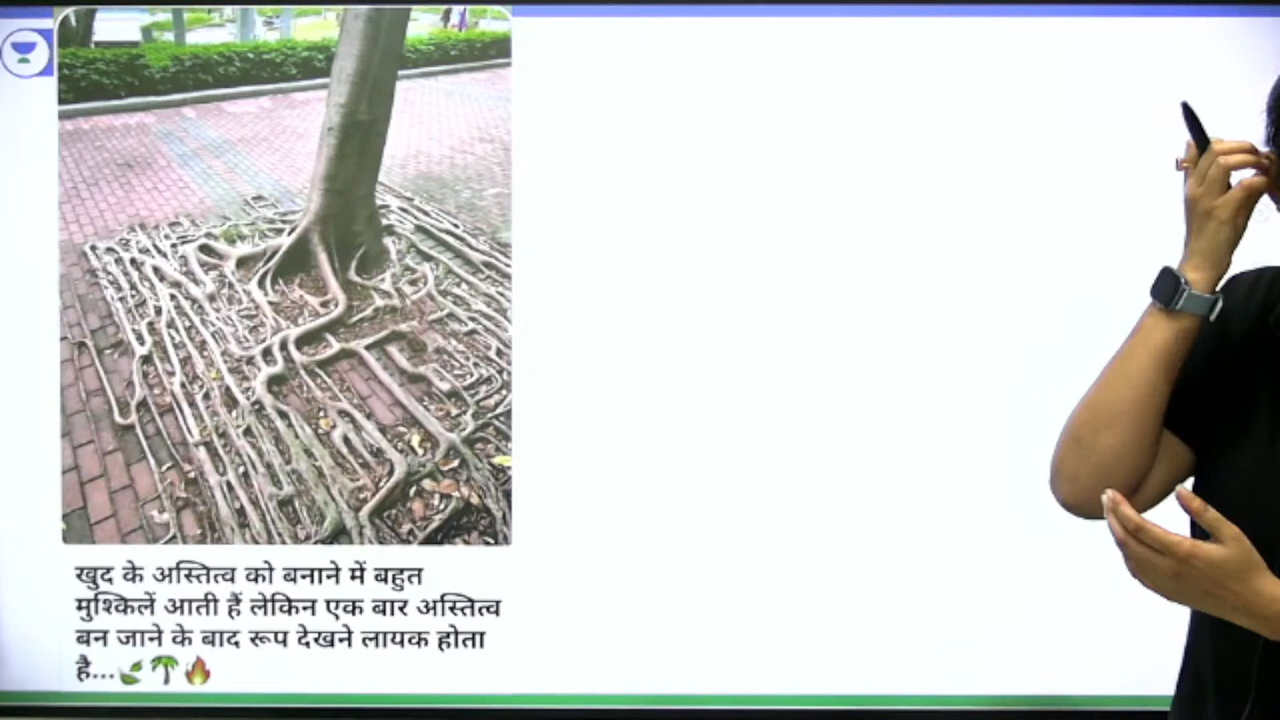 खुद के अस्तित्व को बनाने में बहुत
मुश्किलें आती हैं लेकिन एक बार अस्तित्व
बन जाने के बाद रूप देखने लायक होता
है...🌿🌴🔥